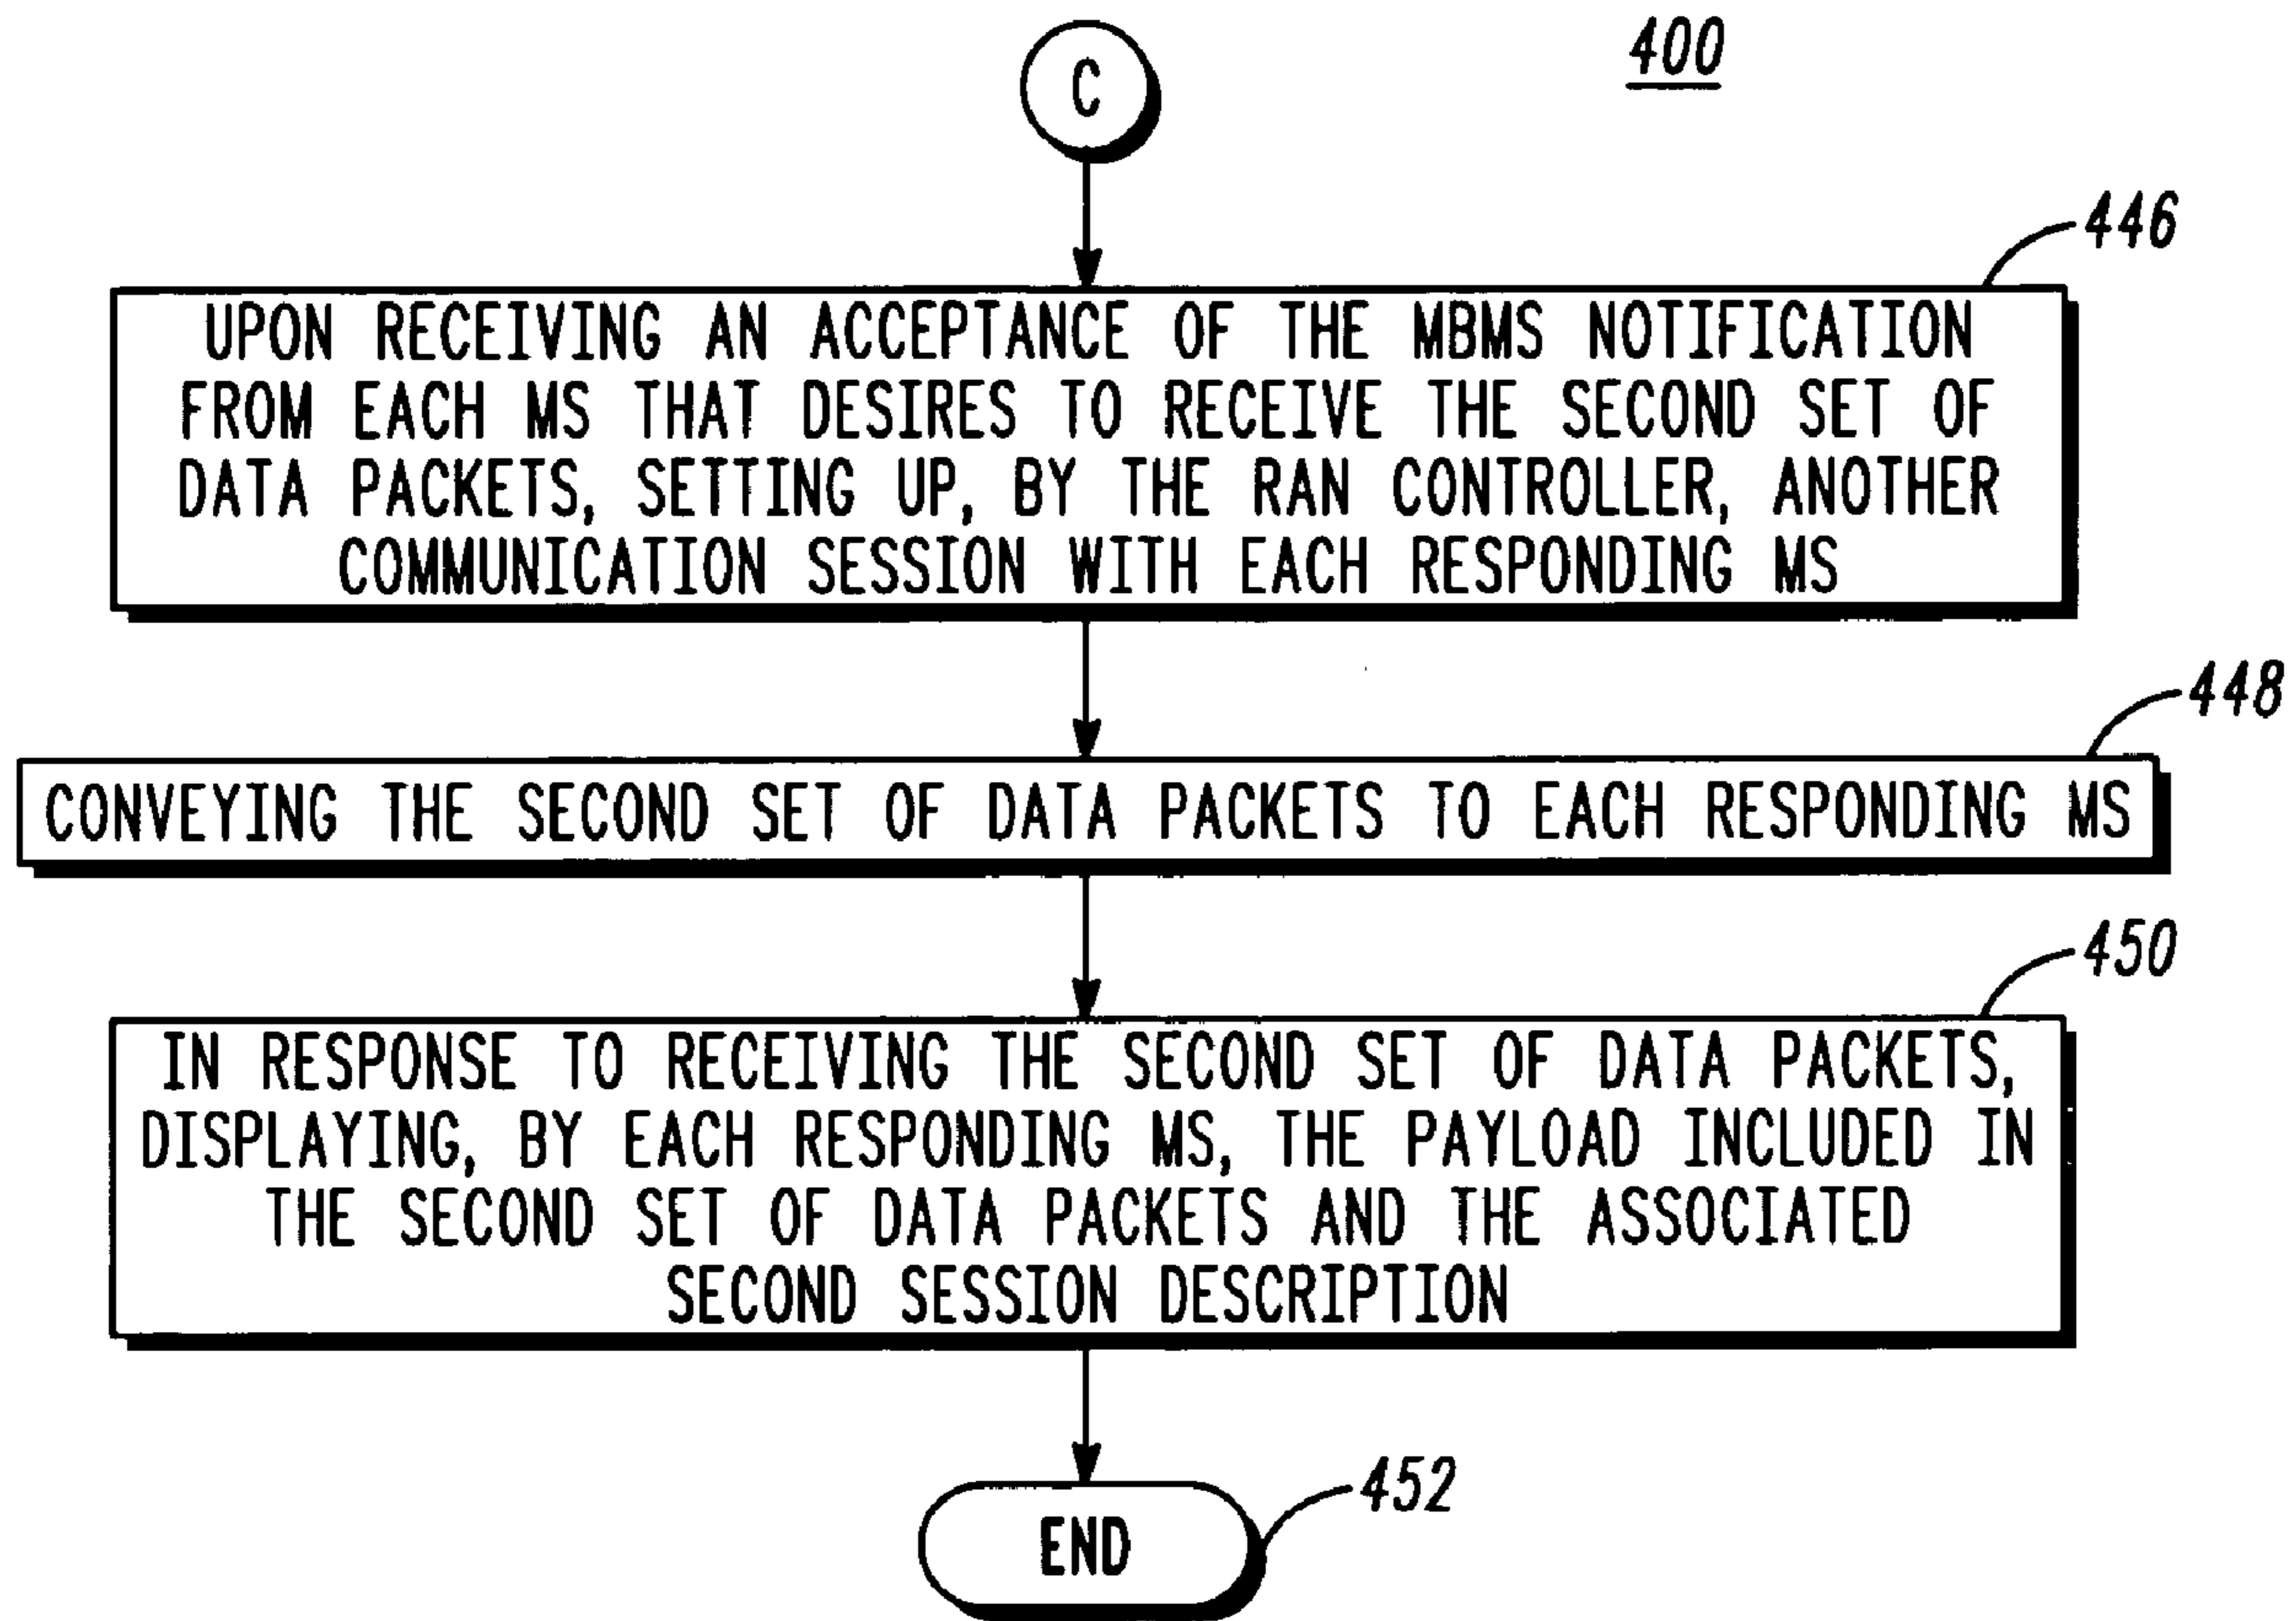 400
C
446
UPON RECEIVING AN ACCEPTANCE OF THE MBMS NOTIFICATION
FROM EACH MS THAT DESIRES TO RECEIVE THE SECOND SET OF
DATA PACKETS, SETTING UP, BY THE RAN CONTROLLER, ANOTHER
COMMUNICATION SESSION WITH EACH RESPONDING MS
448
CONVEYING THE SECOND SET OF DATA PACKETS TO EACH RESPONDING MS
450
IN RESPONSE TO RECEIVING THE SECOND SET OF DATA PACKETS,
DISPLAYING, BY EACH RESPONDING MS, THE PAYLOAD INCLUDED IN
THE SECOND SET OF DATA PACKETS AND THE ASSOCIATED
SECOND SESSION DESCRIPTION
452
END